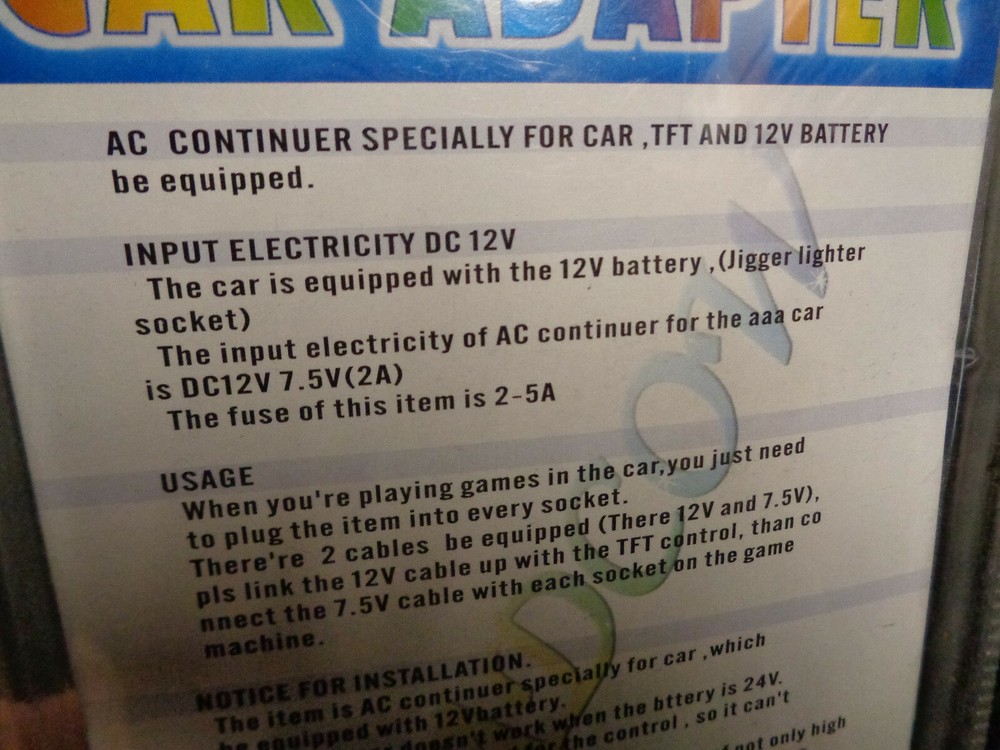 CAR ADAPTER
AC CONTINUER SPECIALLY FOR CAR ,TFT AND 12V BATTERY
be equipped.
INPUT ELECTRICITY DC 12V
The car is equipped with the 12V battery ,(Jigger lighter
socket)
The input electricity of AC continuer for the aaa car
is DC12V 7.5V(2A)
The fuse of this item is 2-5A
USAGE
When you're playing games in the car,you just need
to plug the item into every socket.
There're 2 cables be equipped (There 12V and 7.5V),
pls link the 12V cable up with the TFT control, than co
nnect the 7.5V cable with each socket on the game
machine.
NOTICE FOR INSTALLATION.
The item is AC continuer specially for car ,which
be equipped with 12Vbattery.
doesn't work when the bttery is 24V.
for the control , so it can't
not only high